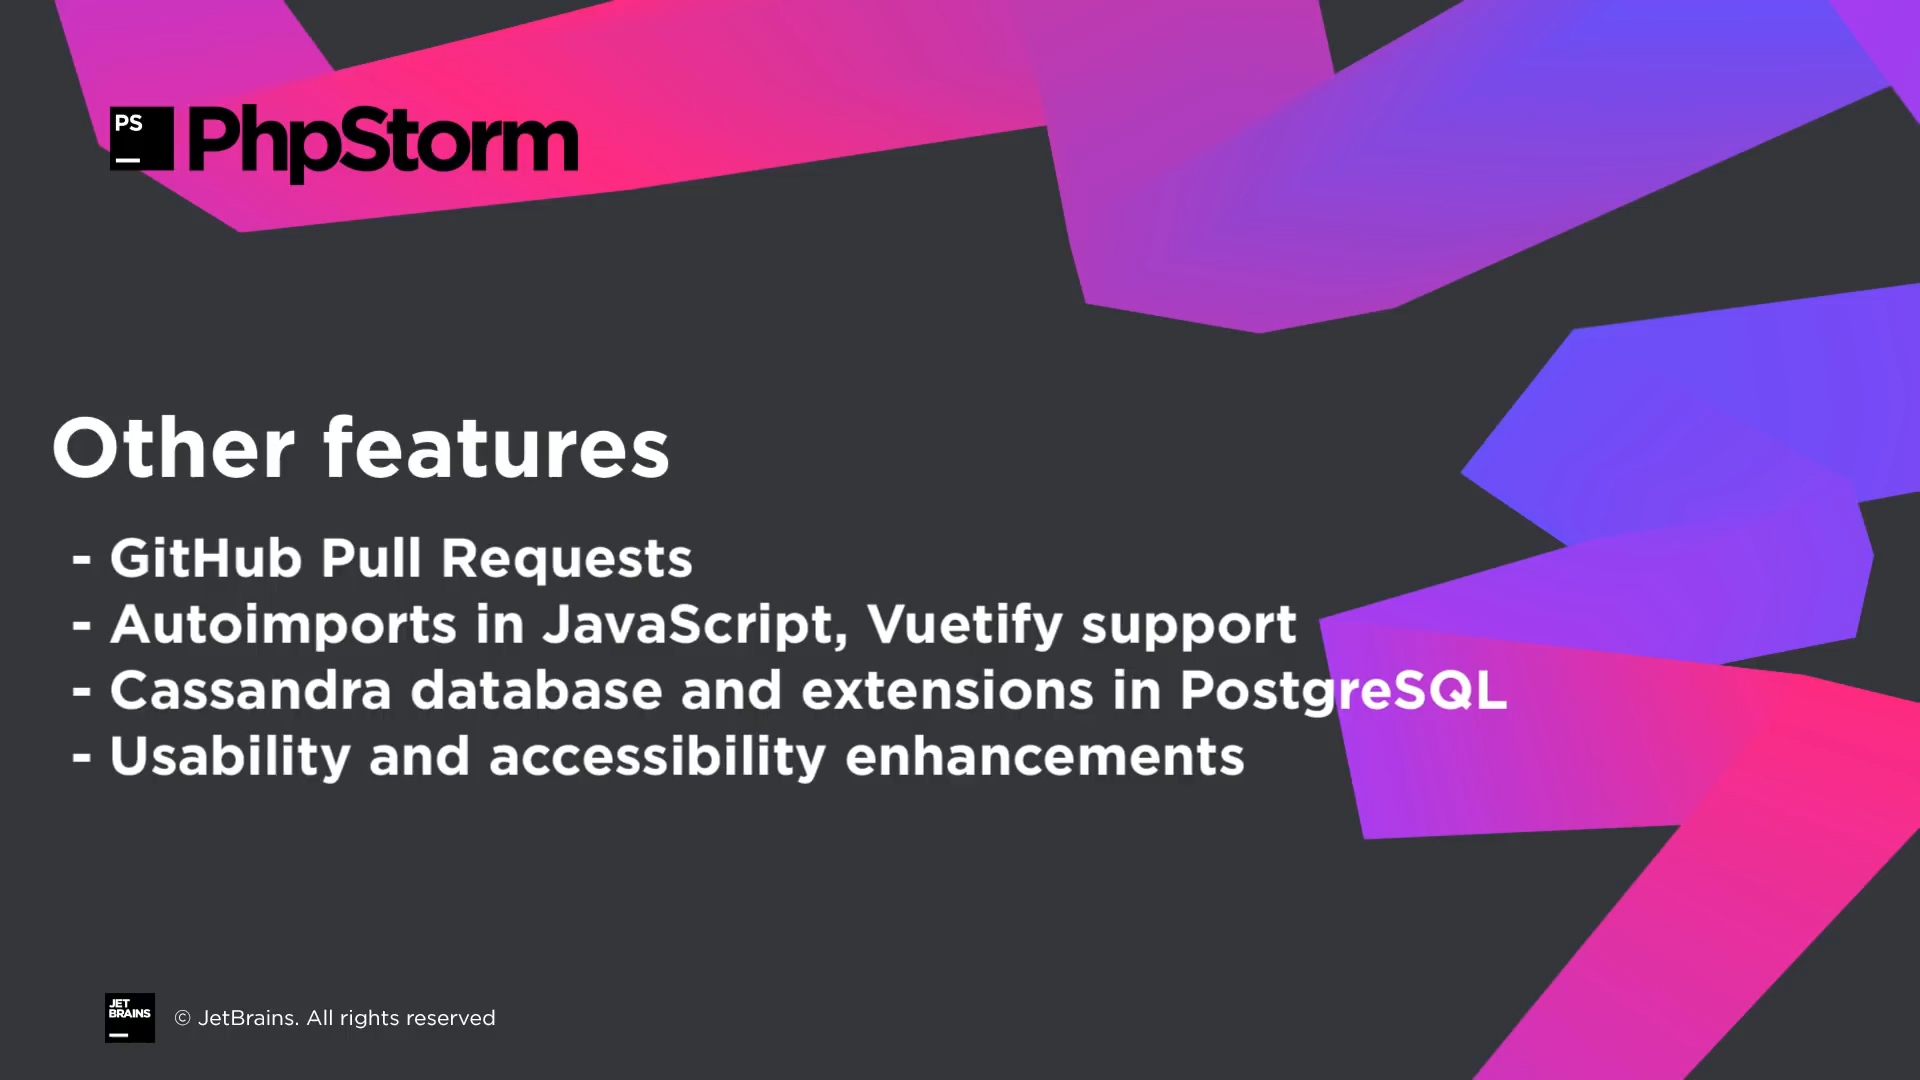 PS
PhpStorm
Other features
- GitHub Pull Requests
- Autoimports in JavaScript, Vuetify support
- Cassandra database and extensions in PostgreSQL
- Usability and accessibility enhancements
JET
BRAINS
© JetBrains. All rights reserved